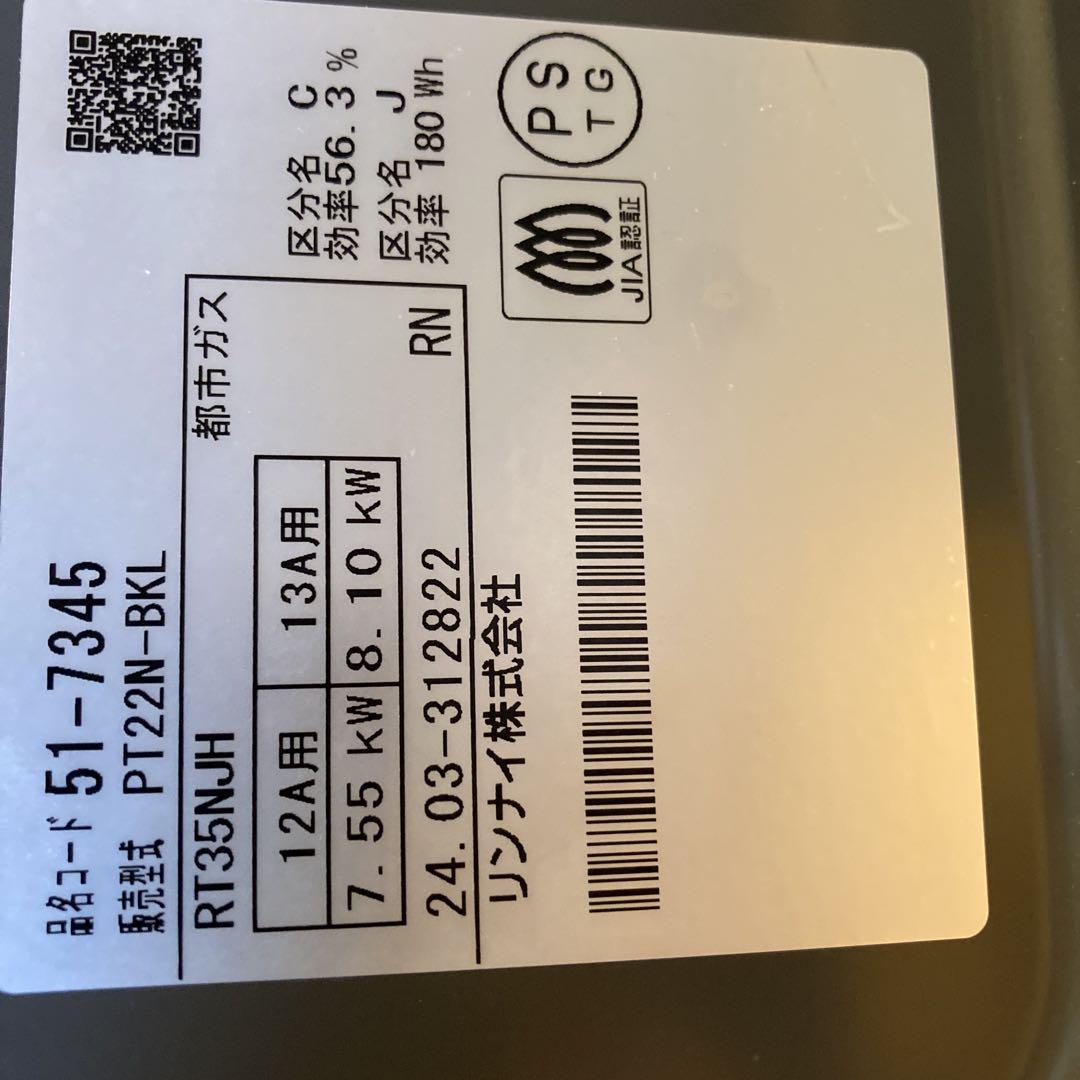 品名コード 51-7345
販売型式 PT22N-BKL
RT35NJH 都市ガス
12A用 13A用
7.55 kW 8.10 kW
24.03-312822 RN
リンナイ株式会社
区分名 C
効率56.3 %
区分名 J
効率 180 Wh
PS
TG
JIA認証